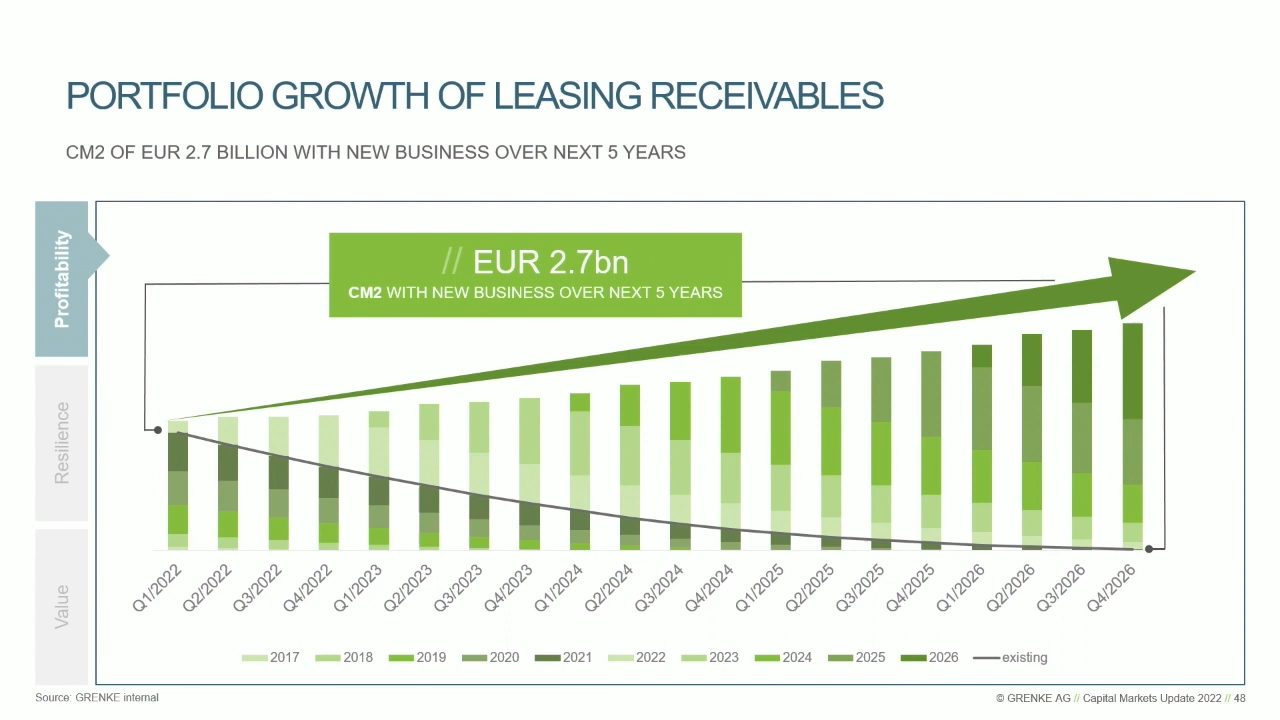 PORTFOLIO GROWTH OF LEASING RECEIVABLES
CM2 OF EUR 2.7 BILLION WITH NEW BUSINESS OVER NEXT 5 YEARS
Profitability
Resilience
Value
// EUR 2.7bn
CM2 WITH NEW BUSINESS OVER NEXT 5 YEARS
Q1/2022
Q2/2022
Q3/2022
Q4/2022
Q1/2023
Q2/2023
Q3/2023
Q4/2023
Q1/2024
Q2/2024
Q3/2024
Q4/2024
Q1/2025
Q2/2025
Q3/2025
Q4/2025
Q1/2026
Q2/2026
Q3/2026
Q4/2026
2017 2018 2019 2020 2021 2022 2023 2024 2025 2026 existing
Source: GRENKE internal
© GRENKE AG // Capital Markets Update 2022 // 48